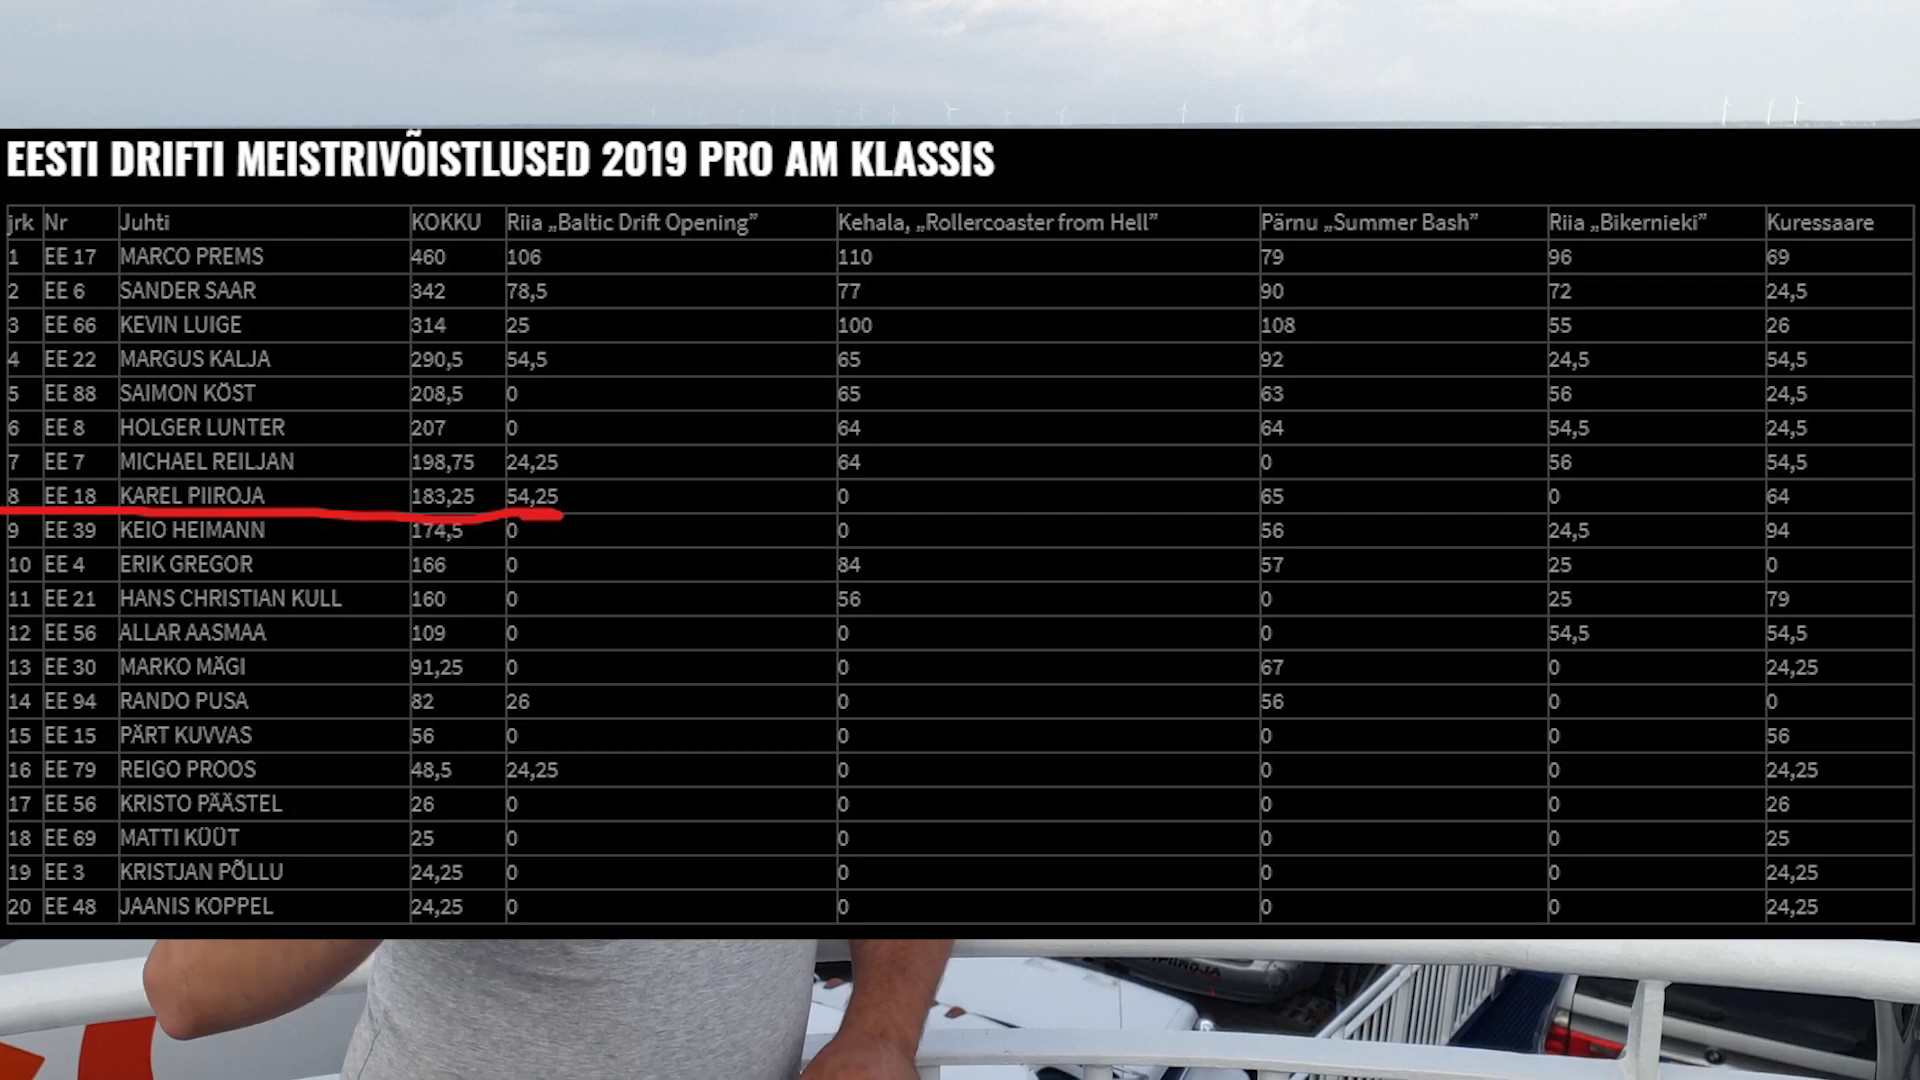 EESTI DRIFTI MEISTRIVÕISTLUSED 2019 PRO AM KLASSIS
jrk Nr Juhti KOKKU Riia „Baltic Drift Opening” Kehala, „Rollercoaster from Hell” Pärnu „Summer Bash” Riia „Bikernieki” Kuressaare
1 EE 17 MARCO PREMS 460 106 110 79 96 69
2 EE 6 SANDER SAAR 342 78,5 77 90 72 24,5
3 EE 66 KEVIN LUIGE 314 25 100 108 55 26
4 EE 22 MARGUS KALJA 290,5 54,5 65 92 24,5 54,5
5 EE 88 SAIMON KÖST 208,5 0 65 63 56 24,5
6 EE 8 HOLGER LUNTER 207 0 64 64 54,5 24,5
7 EE 7 MICHAEL REILJAN 198,75 24,25 64 0 56 54,5
8 EE 18 KAREL PIIROJA 183,25 54,25 0 65 0 64
9 EE 39 KEIO HEIMANN 174,5 0 0 56 24,5 94
10 EE 4 ERIK GREGOR 166 0 84 57 25 0
11 EE 21 HANS CHRISTIAN KULL 160 0 56 0 25 79
12 EE 56 ALLAR AASMAA 109 0 0 0 54,5 54,5
13 EE 30 MARKO MÄGI 91,25 0 0 67 0 24,25
14 EE 94 RANDO PUSA 82 26 0 56 0 0
15 EE 15 PÄRT KUVVAS 56 0 0 0 0 56
16 EE 79 REIGO PROOS 48,5 24,25 0 0 0 24,25
17 EE 56 KRISTO PÄÄSTEL 26 0 0 0 0 26
18 EE 69 MATTI KÜÜT 25 0 0 0 0 25
19 EE 3 KRISTJAN PÕLLU 24,25 0 0 0 0 24,25
20 EE 48 JAANIS KOPPEL 24,25 0 0 0 0 24,25